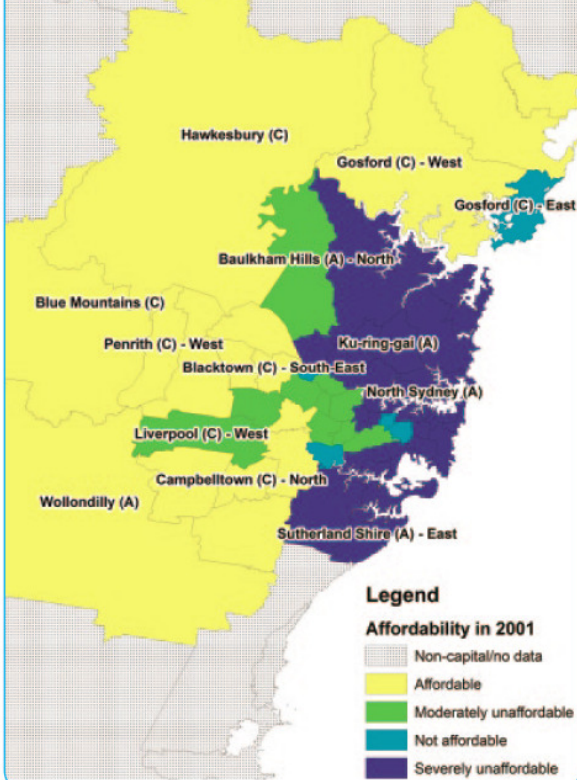 Hawkesbury (C)
Gosford (C) - West
Gosford (C) - East
Baulkham Hills (A) - North
Blue Mountains (C)
Penrith (C) - West
Ku-ring-gai (A)
Blacktown (C) - South-East
North Sydney (A)
Liverpool (C) - West
Campbelltown (C) - North
Wollondilly (A)
Sutherland Shire (A) - East
Legend
Affordability in 2001
Non-capital/no data
Affordable
Moderately unaffordable
Not affordable
Severely unaffordable